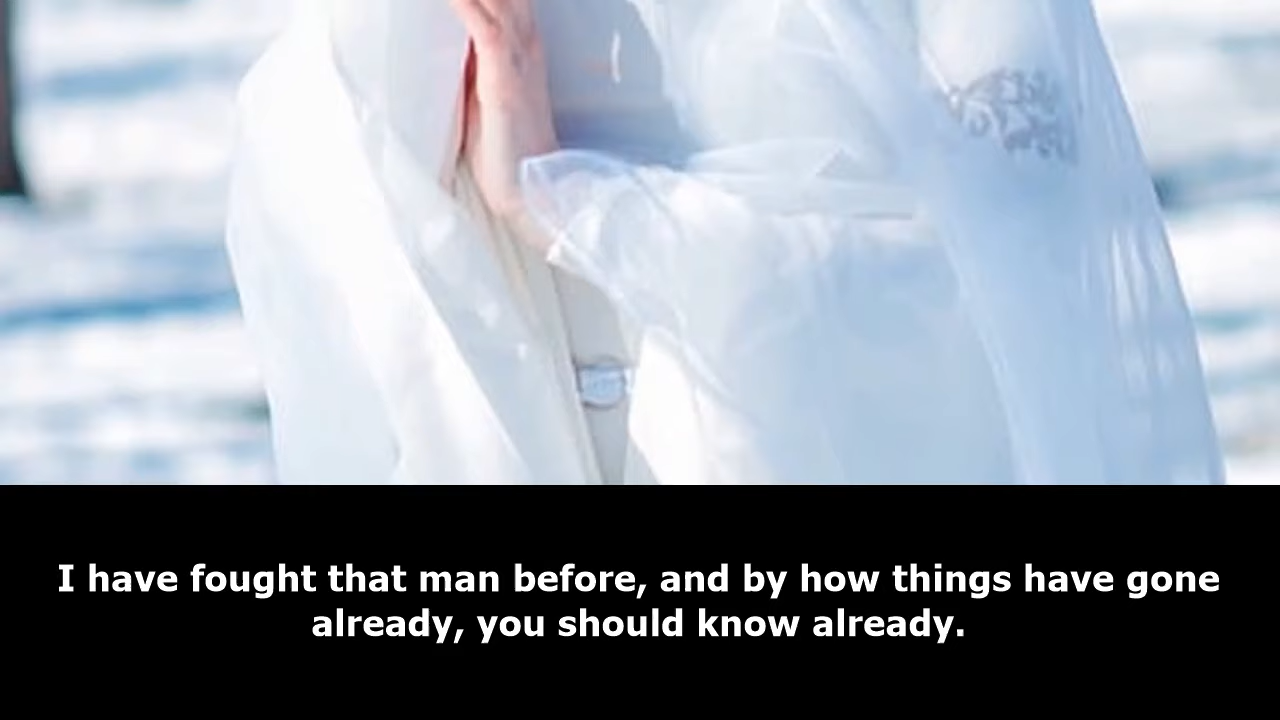 I have fought that man before, and by how things have gone
already, you should know already.